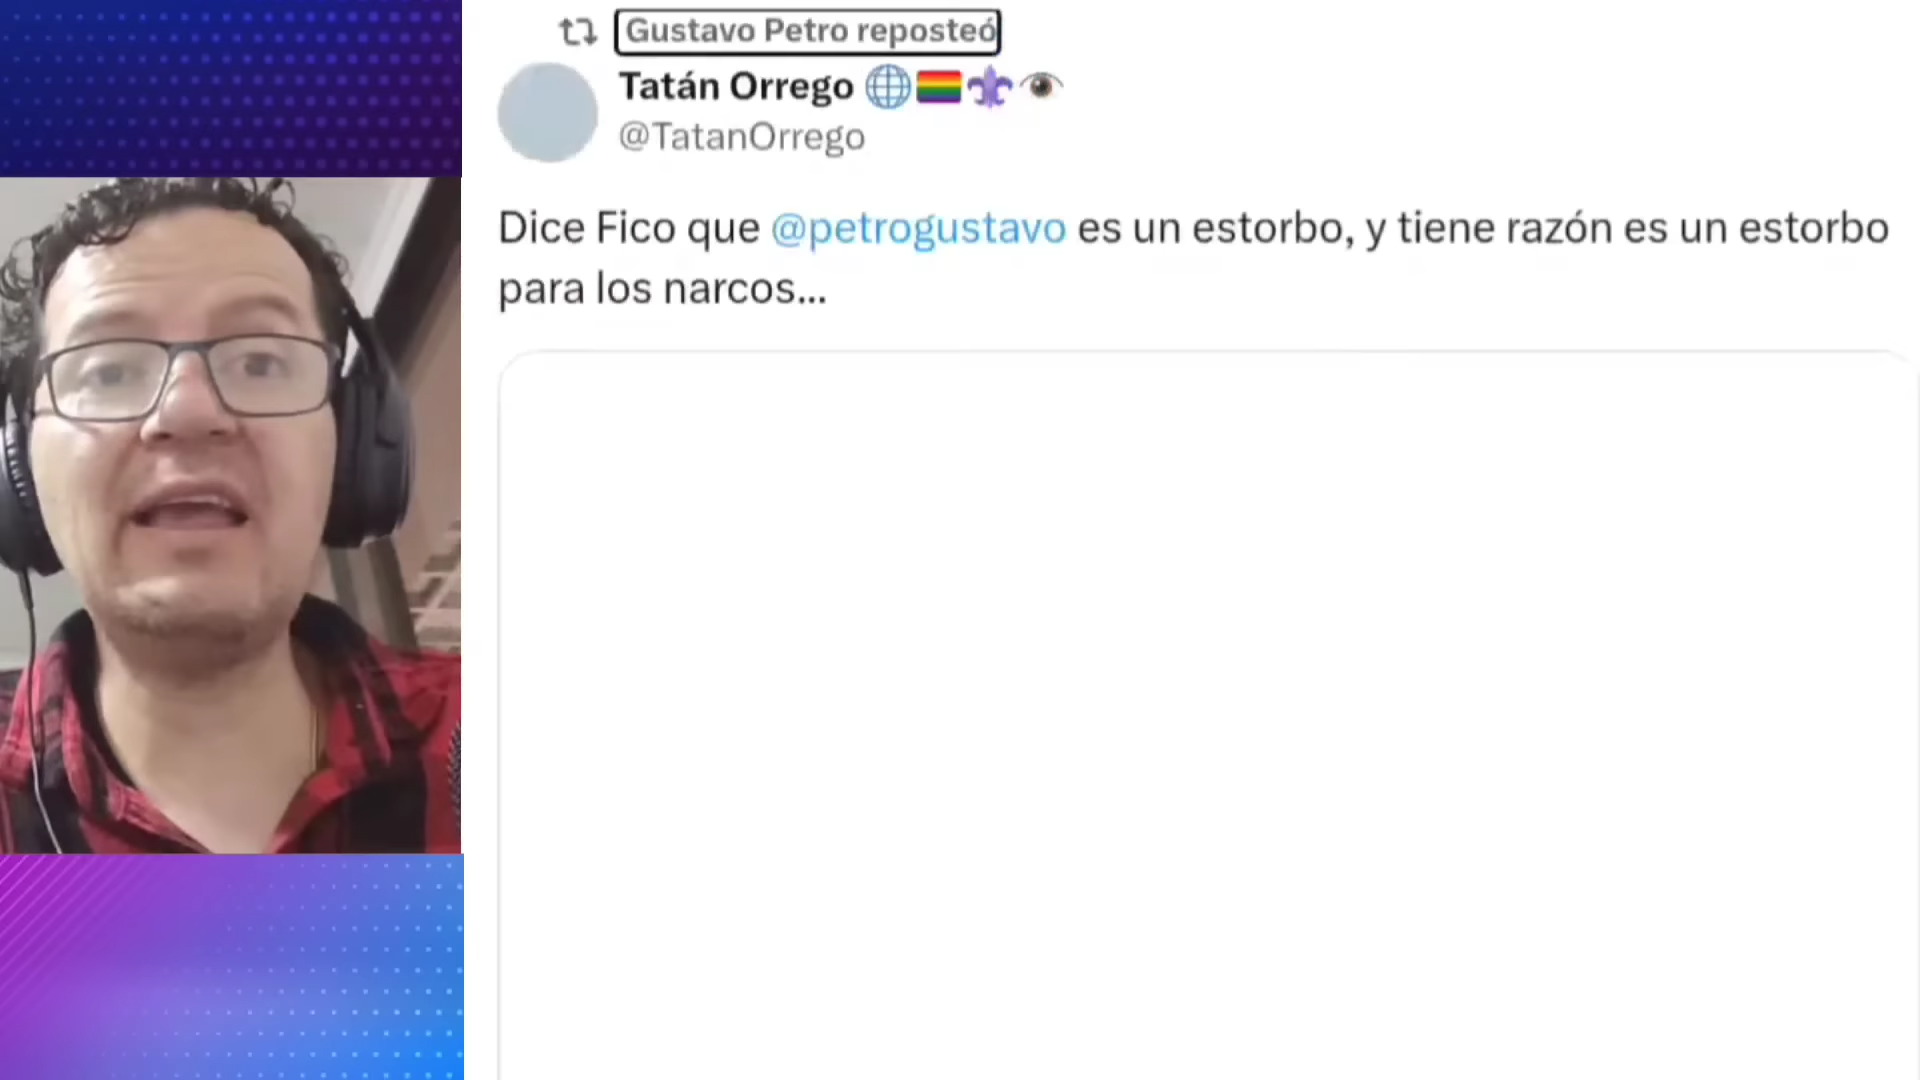 Gustavo Petro reposteó
Tatán Orrego 🌐🏳️‍🌈⚜️👁️
@TatanOrrego
Dice Fico que @petrogustavo es un estorbo, y tiene razón es un estorbo
para los narcos...